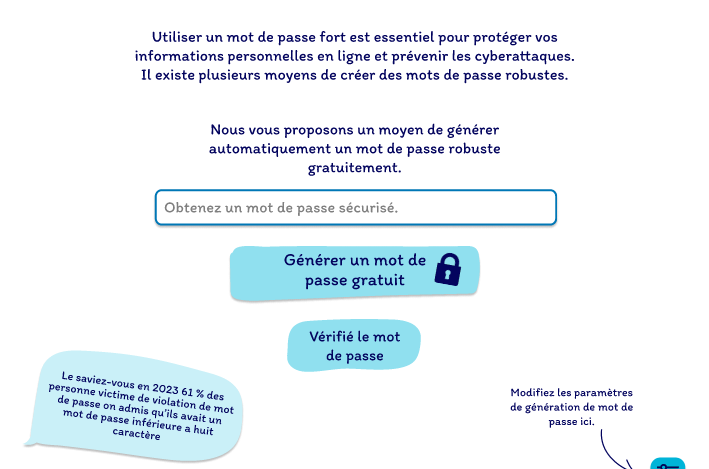 Utiliser un mot de passe fort est essentiel pour protéger vos
informations personnelles en ligne et prévenir les cyberattaques.
Il existe plusieurs moyens de créer des mots de passe robustes.
Nous vous proposons un moyen de générer
automatiquement un mot de passe robuste
gratuitement.
Obtenez un mot de passe sécurisé.
Générer un mot de
passe gratuit
Vérifié le mot
de passe
Le saviez-vous en 2023 61 % des
personne victime de violation de mot
de passe on admis qu'ils avait un
mot de passe inférieure a huit
caractère
Modifiez les paramètres
de génération de mot de
passe ici.